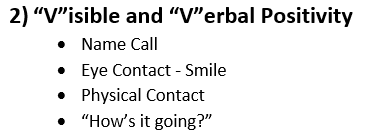 2) “V”isible and “V”erbal Positivity
• Name Call
• Eye Contact - Smile
• Physical Contact
• “How’s it going?”